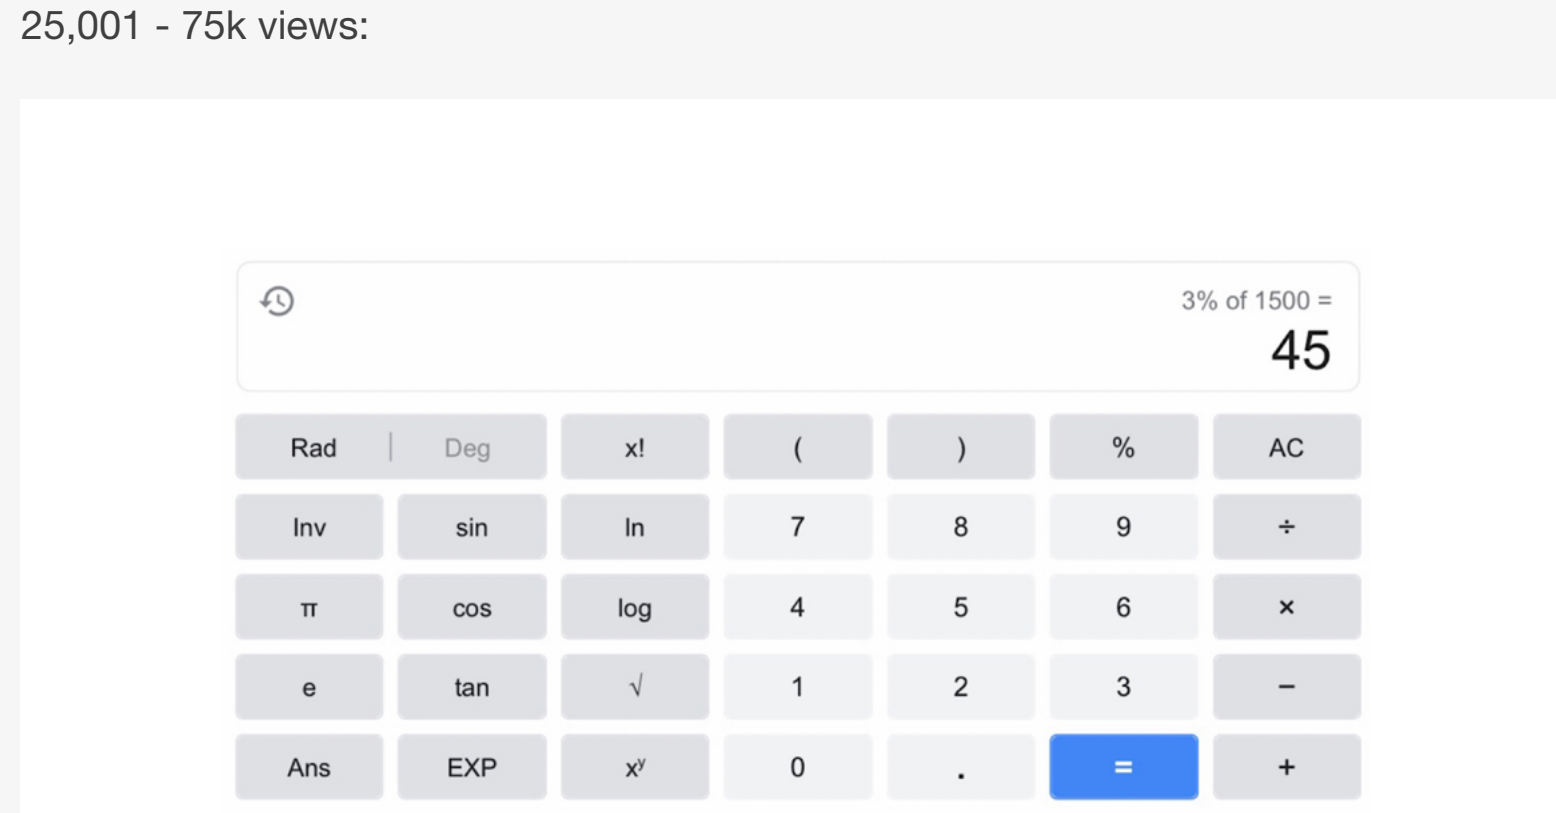 25,001 - 75k views:
3% of 1500 =
45
Rad | Deg x! ( ) % AC
Inv sin ln 7 8 9 ÷
π cos log 4 5 6 ×
e tan √ 1 2 3 −
Ans EXP xʸ 0 . = +